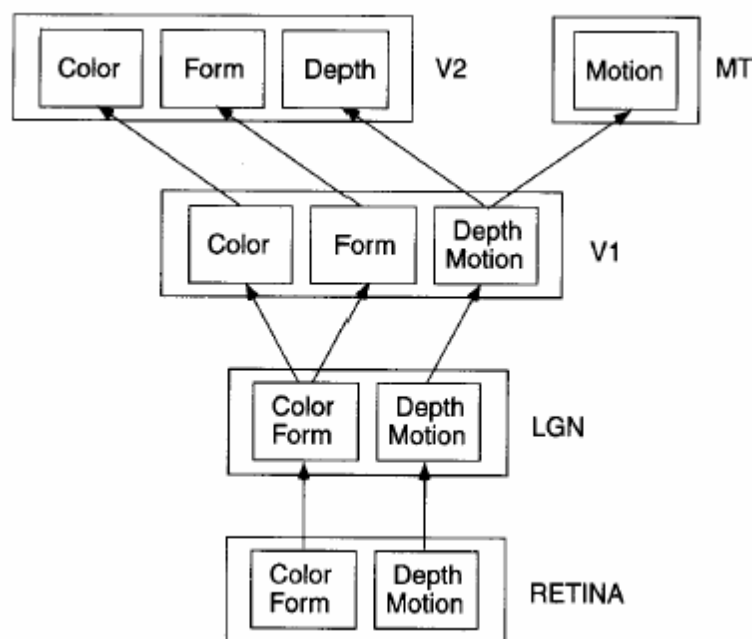 Color Form Depth V2 Motion MT
Color Form Depth
Motion V1
Color
Form Depth
Motion LGN
Color
Form Depth
Motion RETINA